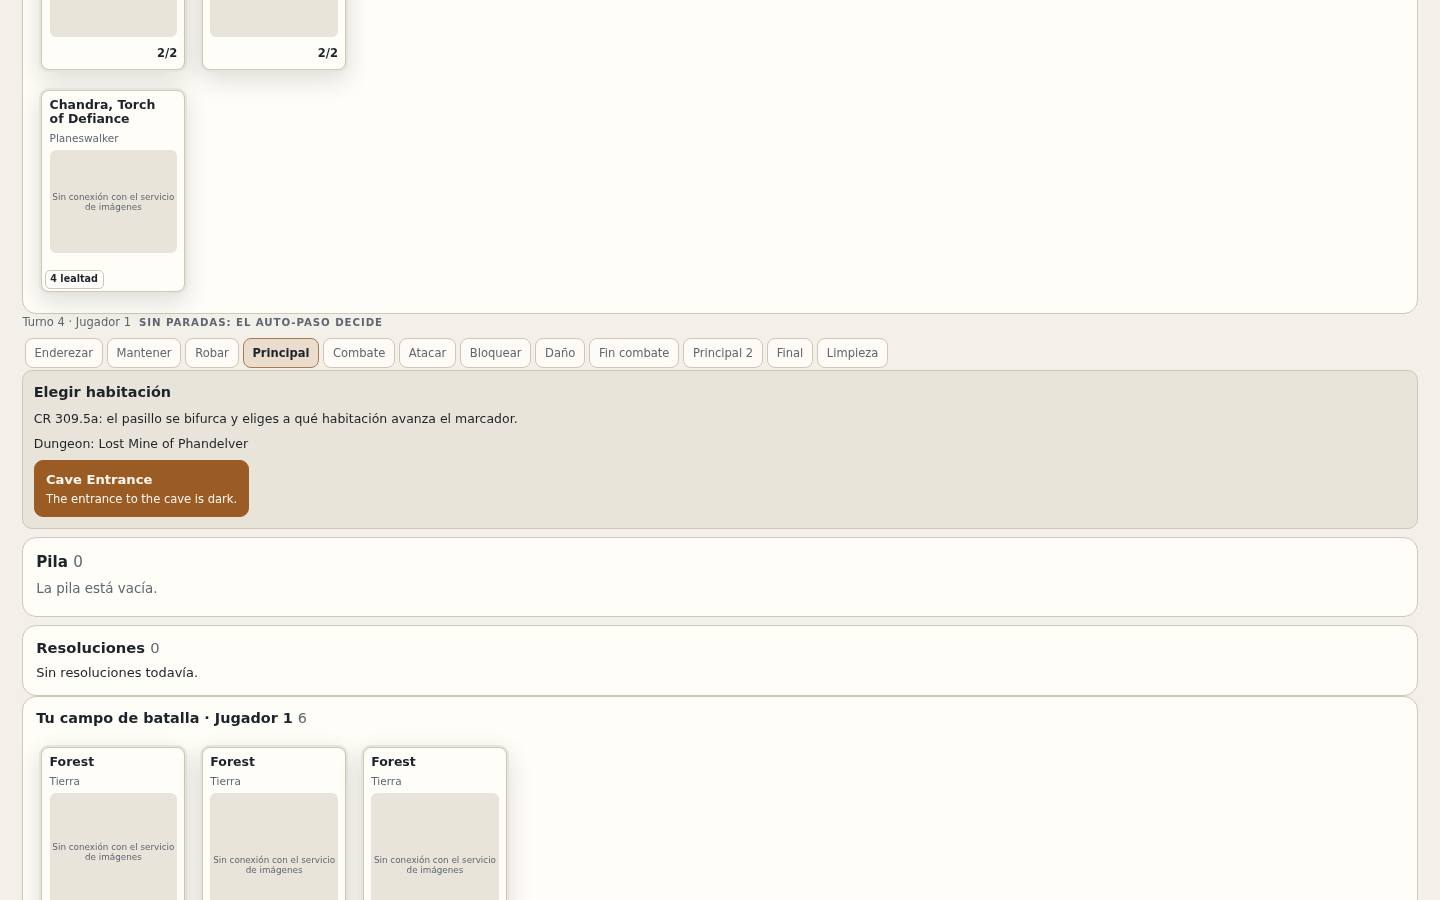 2/2
2/2
Chandra, Torch
of Defiance
Planeswalker
Sin conexión con el servicio
de imágenes
4 lealtad
Turno 4 · Jugador 1 SIN PARADAS: EL AUTO-PASO DECIDE
Enderezar Mantener Robar Principal Combate Atacar Bloquear Daño Fin combate Principal 2 Final Limpieza
Elegir habitación
CR 309.5a: el pasillo se bifurca y eliges a qué habitación avanza el marcador.
Dungeon: Lost Mine of Phandelver
Cave Entrance
The entrance to the cave is dark.
Pila 0
La pila está vacía.
Resoluciones 0
Sin resoluciones todavía.
Tu campo de batalla · Jugador 1 6
Forest
Tierra
Sin conexión con el servicio
de imágenes
Forest
Tierra
Sin conexión con el servicio
de imágenes
Forest
Tierra
Sin conexión con el servicio
de imágenes